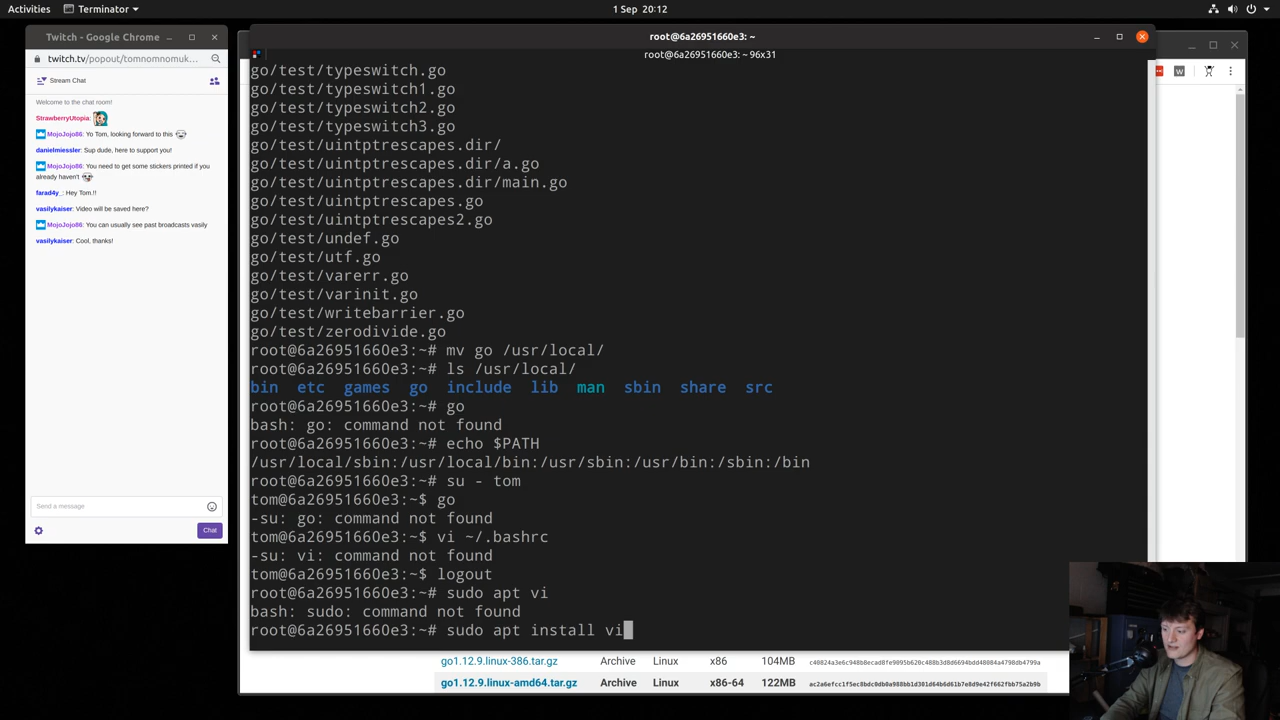 Activities
Terminator
1 Sep 20:12
Twitch - Google Chrome
twitch.tv/popout/tomnomnomuk...
Stream Chat
Welcome to the chat room!
StrawberryUtopia:
MojoJojo86: Yo Tom, looking forward to this
danielmiessler: Sup dude, here to support you!
MojoJojo86: You need to get some stickers printed if you
already haven't
farad4y_: Hey Tom.!!
vasilykaiser: Video will be saved here?
MojoJojo86: You can usually see past broadcasts vasily
vasilykaiser: Cool, thanks!
Send a message
Chat
root@6a26951660e3: ~
root@6a26951660e3: ~ 96x31
go/test/typeswitch.go
go/test/typeswitch1.go
go/test/typeswitch2.go
go/test/typeswitch3.go
go/test/uintptrescapes.dir/
go/test/uintptrescapes.dir/a.go
go/test/uintptrescapes.dir/main.go
go/test/uintptrescapes.go
go/test/uintptrescapes2.go
go/test/undef.go
go/test/utf.go
go/test/varerr.go
go/test/varinit.go
go/test/writebarrier.go
go/test/zerodivide.go
root@6a26951660e3:~# mv go /usr/local/
root@6a26951660e3:~# ls /usr/local/
bin etc games go include lib man sbin share src
root@6a26951660e3:~# go
bash: go: command not found
root@6a26951660e3:~# echo $PATH
/usr/local/sbin:/usr/local/bin:/usr/sbin:/usr/bin:/sbin:/bin
root@6a26951660e3:~# su - tom
tom@6a26951660e3:~$ go
-su: go: command not found
tom@6a26951660e3:~$ vi ~/.bashrc
-su: vi: command not found
tom@6a26951660e3:~$ logout
root@6a26951660e3:~# sudo apt vi
bash: sudo: command not found
root@6a26951660e3:~# sudo apt install vi
go1.12.9.linux-386.tar.gz Archive Linux x86 104MB
go1.12.9.linux-amd64.tar.gz Archive Linux x86-64 122MB
W